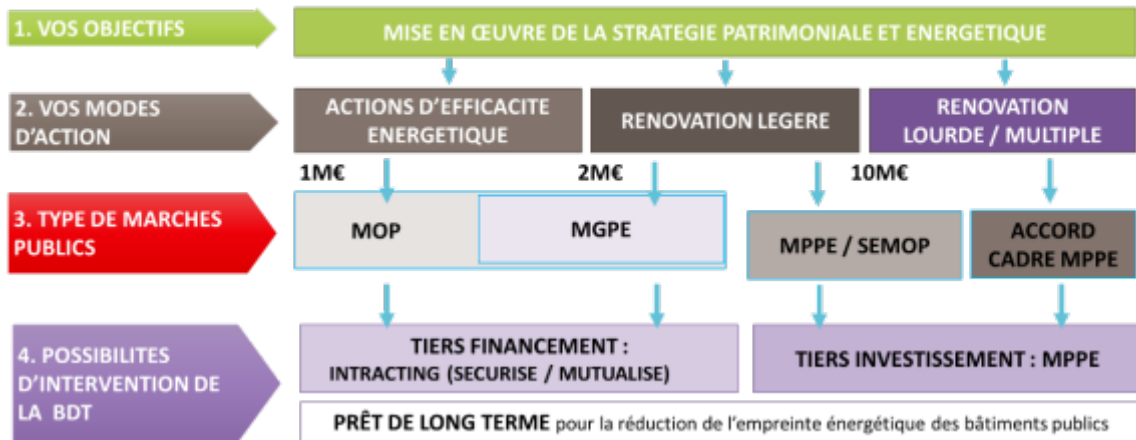 1. VOS OBJECTIFS
MISE EN ŒUVRE DE LA STRATEGIE PATRIMONIALE ET ENERGETIQUE
2. VOS MODES
D'ACTION
ACTIONS D'EFFICACITE
ENERGETIQUE
RENOVATION LEGERE
RENOVATION
LOURDE / MULTIPLE
1M€
2M€
10M€
3. TYPE DE MARCHES
PUBLICS
MOP
MGPE
MPPE / SEMOP
ACCORD
CADRE MPPE
4. POSSIBILITES
D'INTERVENTION DE
LA BDT
TIERS FINANCEMENT :
INTRACTING (SECURISE / MUTUALISE)
TIERS INVESTISSEMENT : MPPE
PRÊT DE LONG TERME pour la réduction de l'empreinte énergétique des bâtiments publics